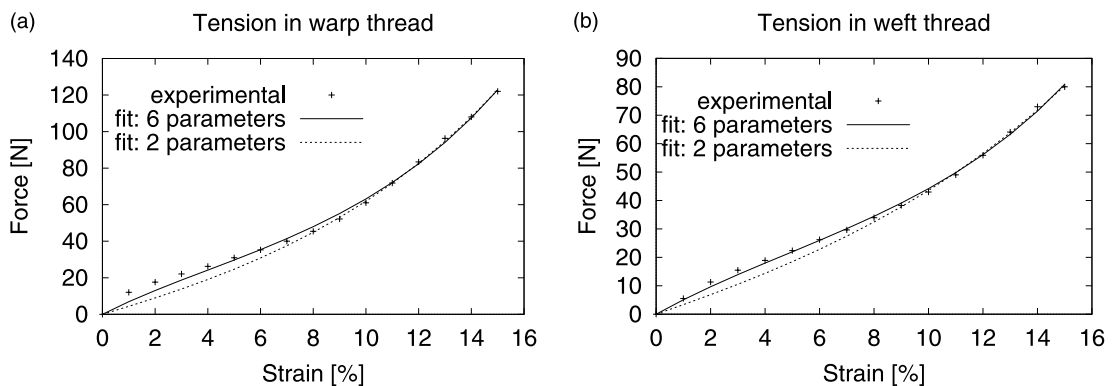 (a) Tension in warp thread
140
120
100
80
60
40
20
0
experimental
fit: 6 parameters
fit: 2 parameters
Force [N]
0 2 4 6 8 10 12 14 16
Strain [%]
(b) Tension in weft thread
90
80
70
60
50
40
30
20
10
0
experimental
fit: 6 parameters
fit: 2 parameters
Force [N]
0 2 4 6 8 10 12 14 16
Strain [%]